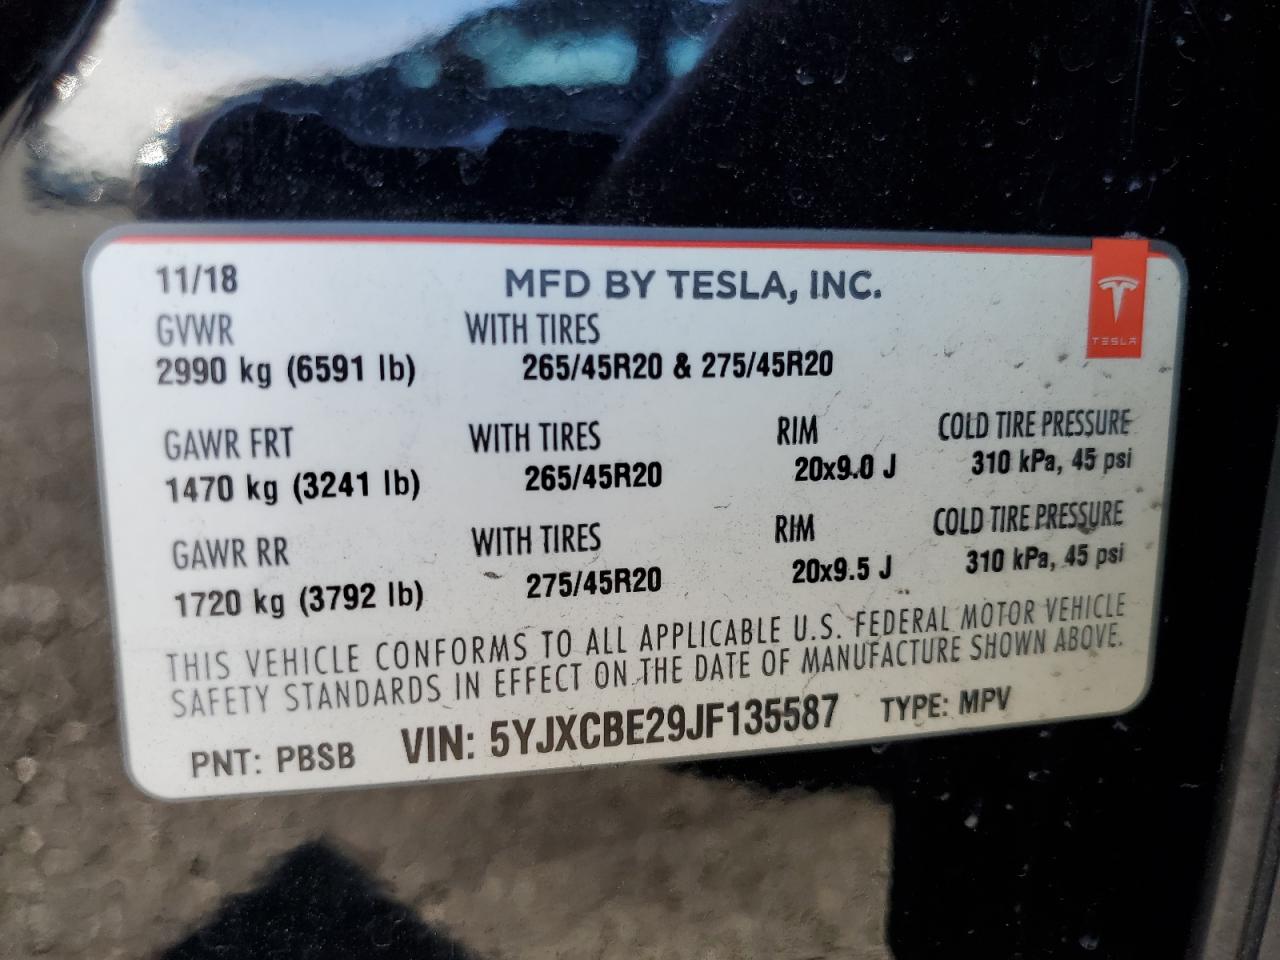 11/18 MFD BY TESLA, INC.
TESLA
GVWR WITH TIRES
2990 kg (6591 lb) 265/45R20 & 275/45R20
GAWR FRT WITH TIRES RIM COLD TIRE PRESSURE
1470 kg (3241 lb) 265/45R20 20x9.0 J 310 kPa, 45 psi
GAWR RR WITH TIRES RIM COLD TIRE PRESSURE
1720 kg (3792 lb) 275/45R20 20x9.5 J 310 kPa, 45 psi
THIS VEHICLE CONFORMS TO ALL APPLICABLE U.S. FEDERAL MOTOR VEHICLE
SAFETY STANDARDS IN EFFECT ON THE DATE OF MANUFACTURE SHOWN ABOVE.
PNT: PBSB VIN: 5YJXCBE29JF135587 TYPE: MPV